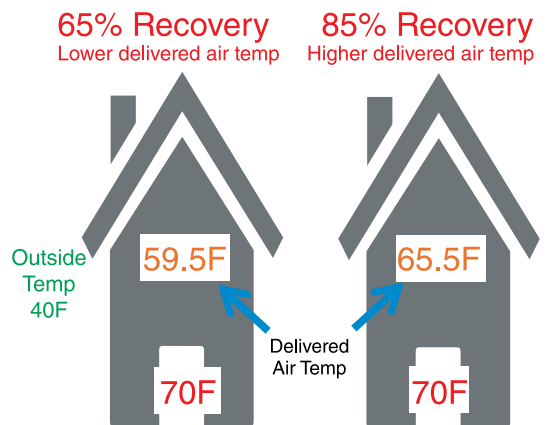 65% Recovery
Lower delivered air temp
85% Recovery
Higher delivered air temp
Outside
Temp
40F
59.5F
65.5F
Delivered
Air Temp
70F
70F